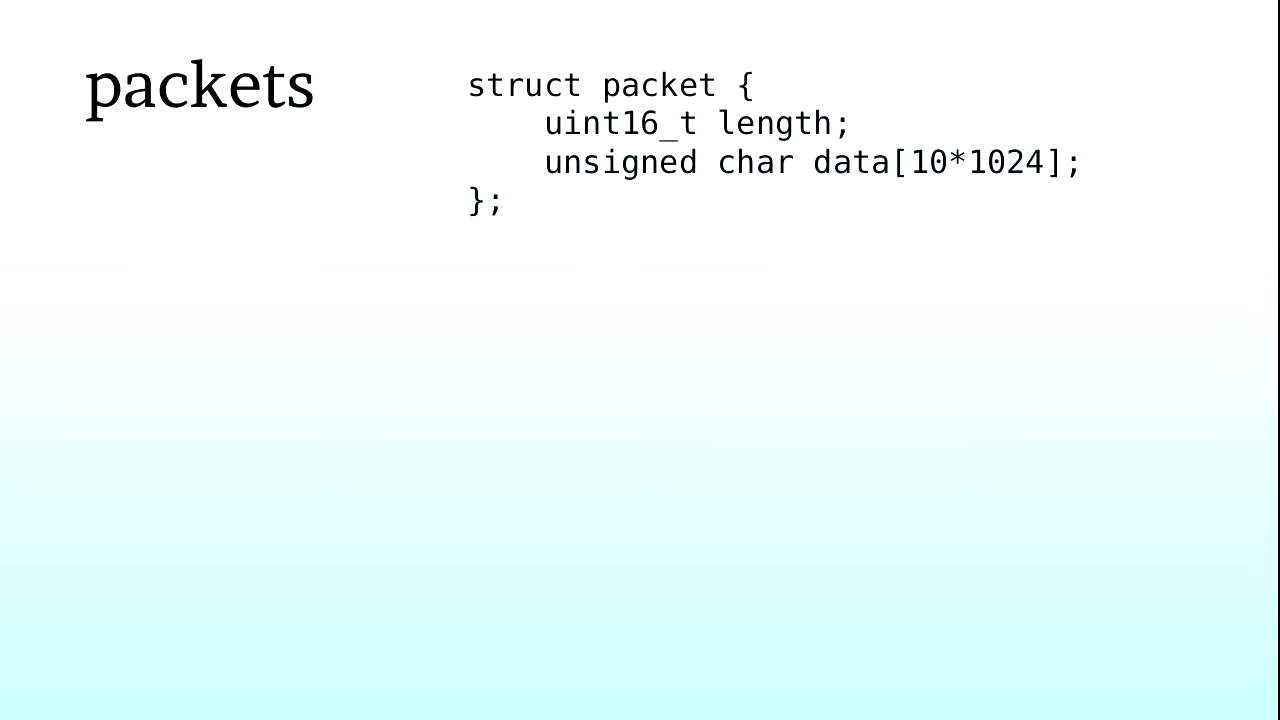 packets
struct packet {
    uint16_t length;
    unsigned char data[10*1024];
};